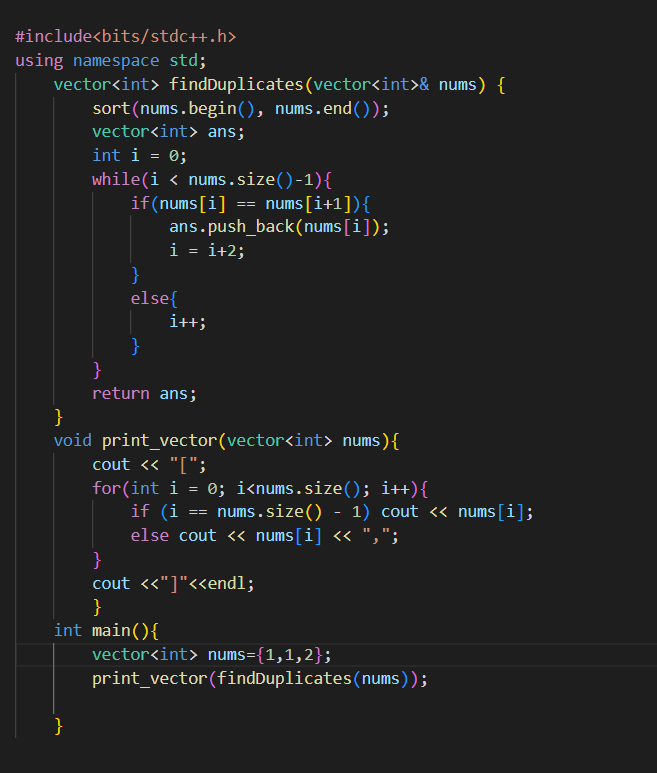 #include<bits/stdc++.h>
using namespace std;
    vector<int> findDuplicates(vector<int>& nums) {
        sort(nums.begin(), nums.end());
        vector<int> ans;
        int i = 0;
        while(i < nums.size()-1){
            if(nums[i] == nums[i+1]){
                ans.push_back(nums[i]);
                i = i+2;
            }
            else{
                i++;
            }
        }
        return ans;
    }
    void print_vector(vector<int> nums){
        cout << "[";
        for(int i = 0; i<nums.size(); i++){
            if (i == nums.size() - 1) cout << nums[i];
            else cout << nums[i] << ",";
        }
        cout <<"]"<<endl;
        }
    int main(){
        vector<int> nums={1,1,2};
        print_vector(findDuplicates(nums));
    }